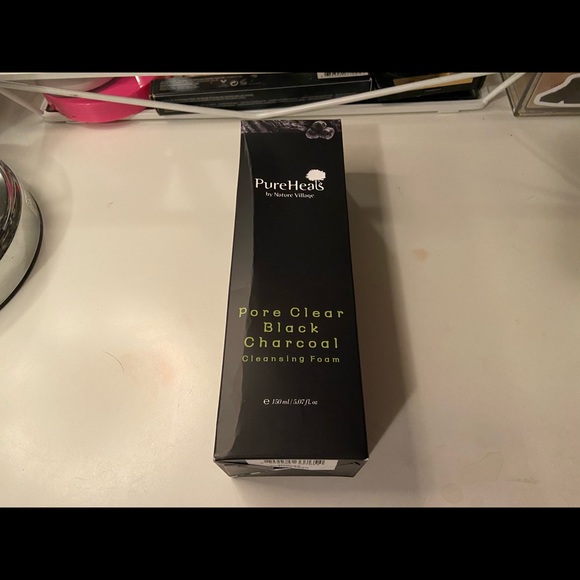 PureHeals
by Nature Village
Pore Clear
Black
Charcoal
Cleansing Foam
℮ 150 ml / 5.07 fl. oz